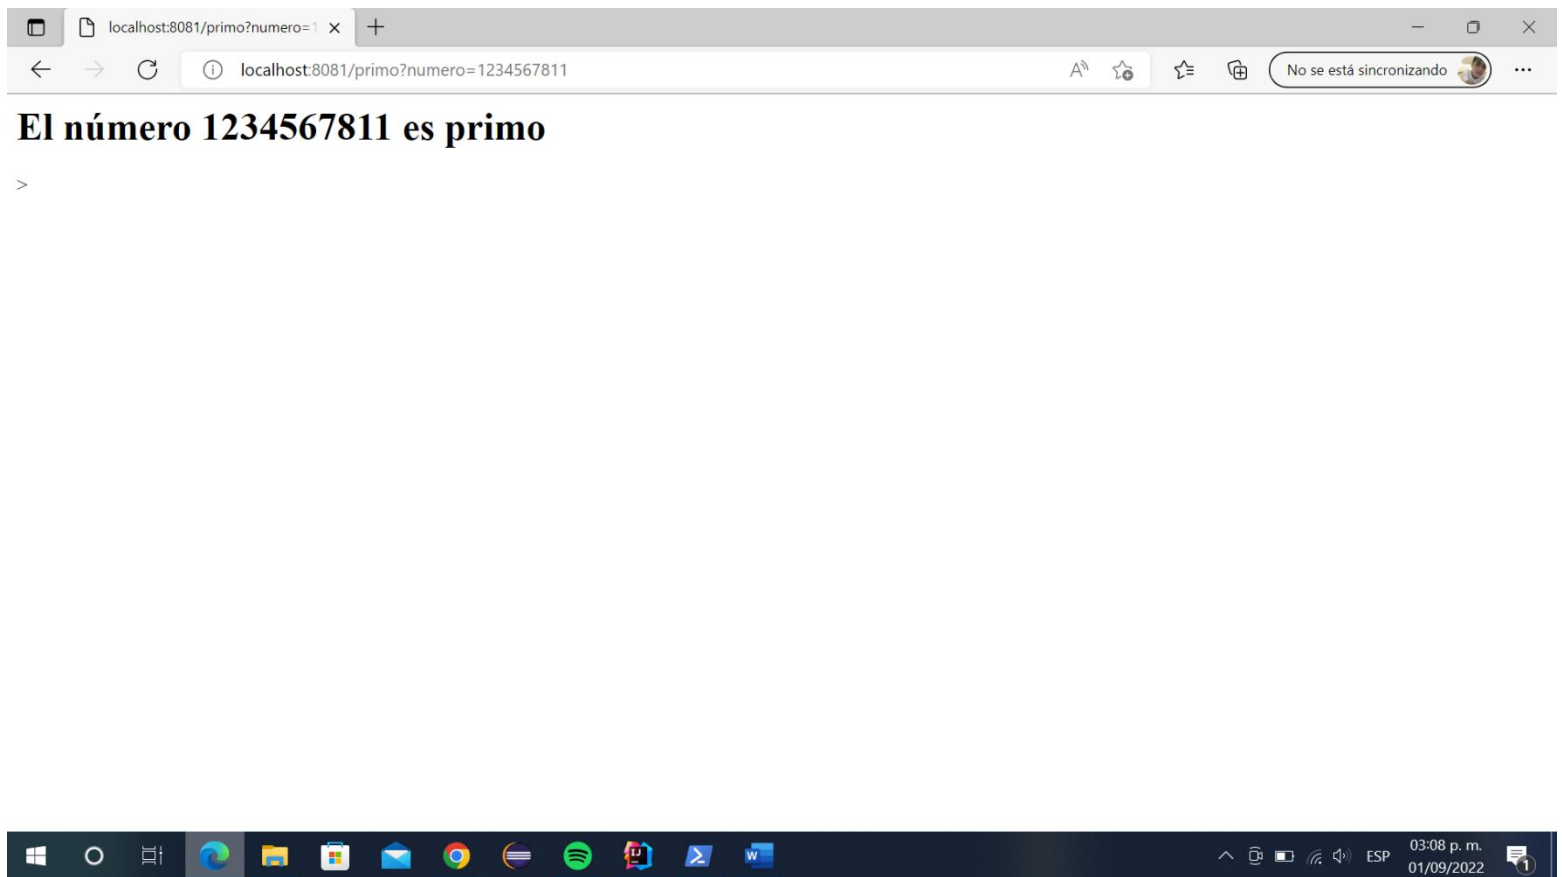 localhost:8081/primo?numero=1
localhost:8081/primo?numero=1234567811
No se está sincronizando
El número 1234567811 es primo
>
ESP
03:08 p. m.
01/09/2022
1